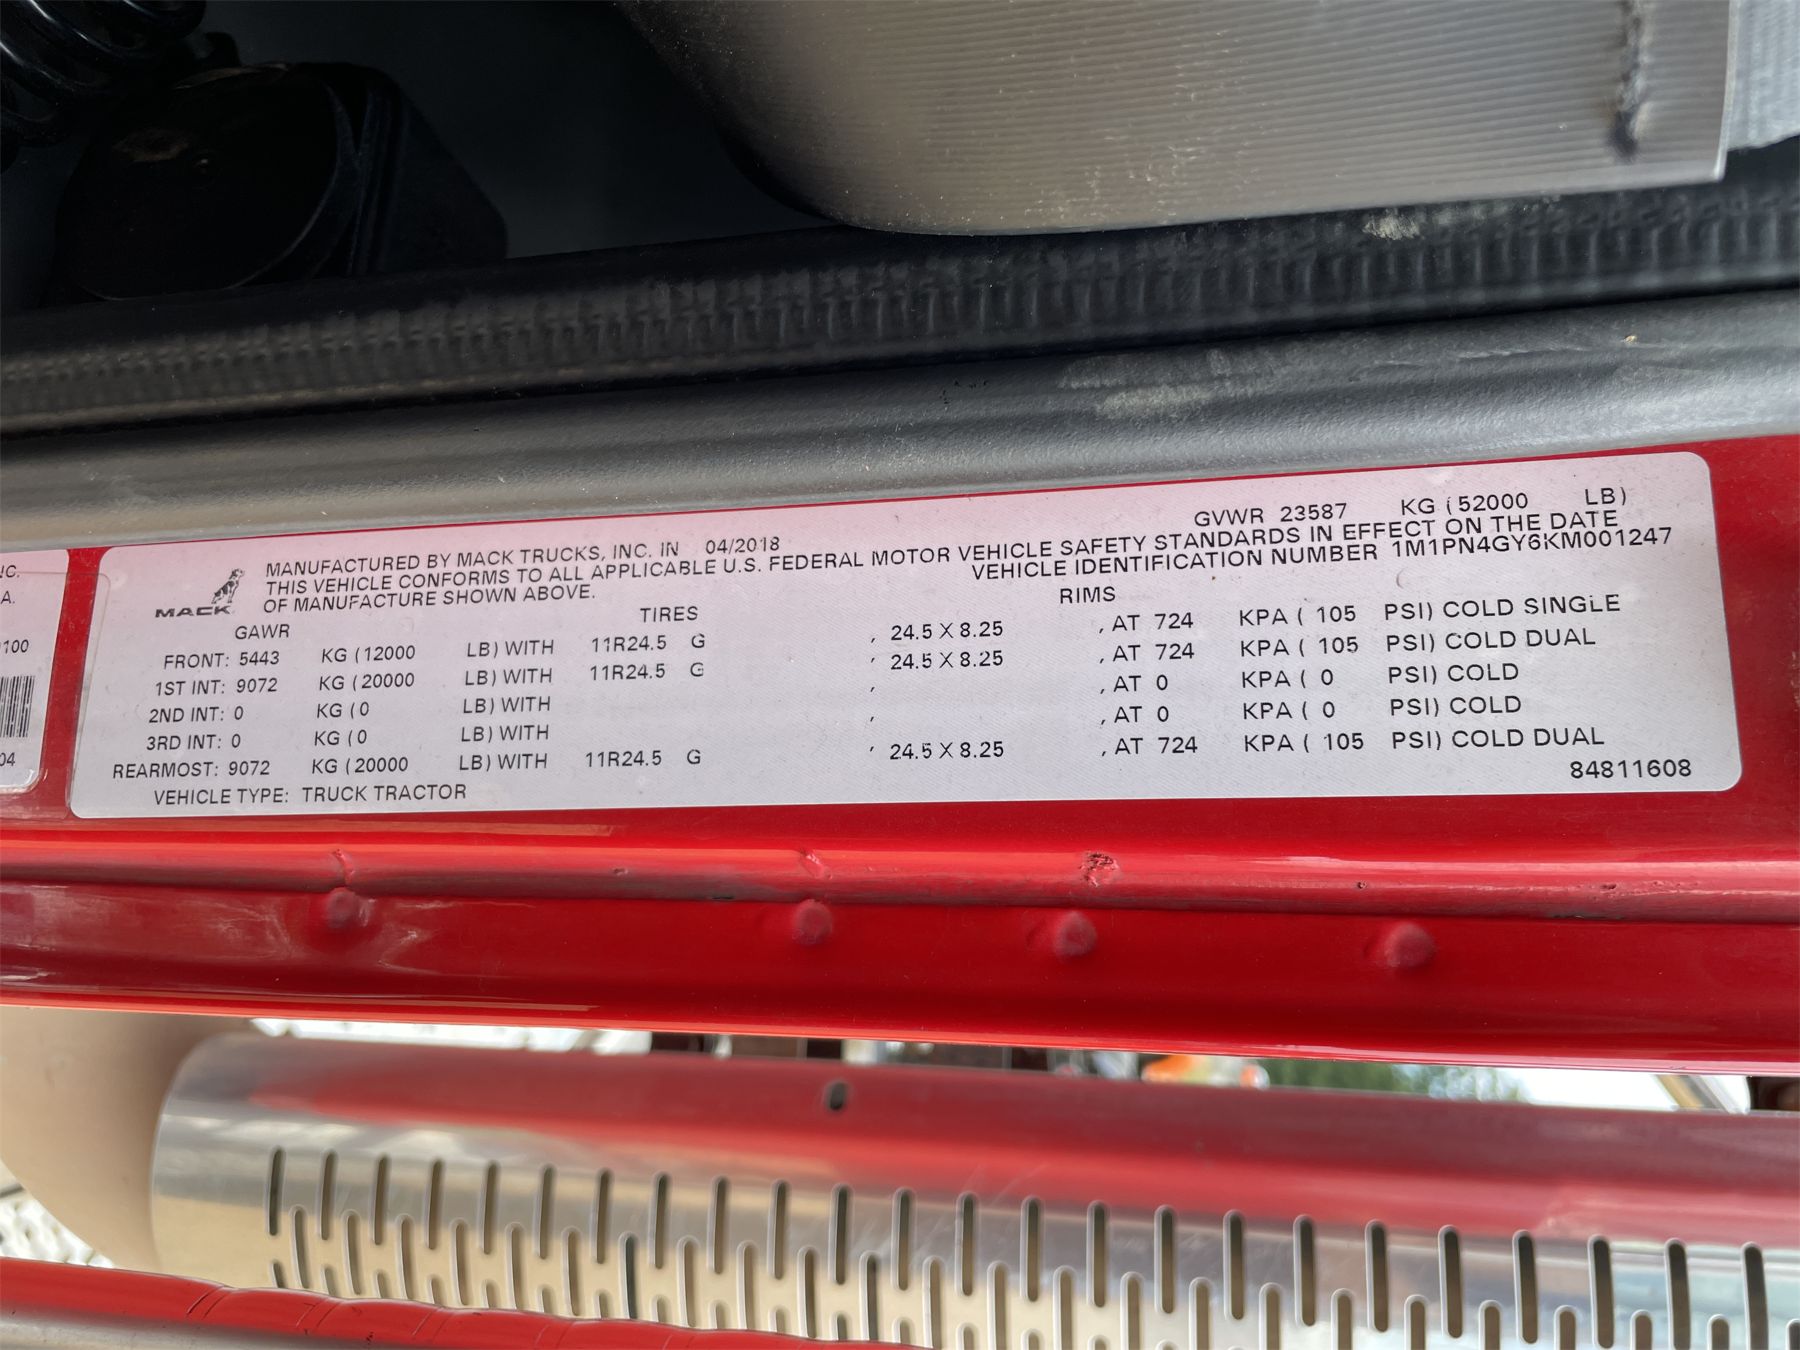 GVWR 23587 KG (52000 LB)
MANUFACTURED BY MACK TRUCKS, INC. IN 04/2018
THIS VEHICLE CONFORMS TO ALL APPLICABLE U.S. FEDERAL MOTOR VEHICLE SAFETY STANDARDS IN EFFECT ON THE DATE
OF MANUFACTURE SHOWN ABOVE. VEHICLE IDENTIFICATION NUMBER 1M1PN4GY6KM001247
MACK
GAWR TIRES RIMS
FRONT: 5443 KG (12000 LB) WITH 11R24.5 G , 24.5 X 8.25 , AT 724 KPA ( 105 PSI) COLD SINGLE
1ST INT: 9072 KG (20000 LB) WITH 11R24.5 G , 24.5 X 8.25 , AT 724 KPA ( 105 PSI) COLD DUAL
2ND INT: 0 KG (0 LB) WITH , , AT 0 KPA ( 0 PSI) COLD
3RD INT: 0 KG (0 LB) WITH , , AT 0 KPA ( 0 PSI) COLD
REARMOST: 9072 KG (20000 LB) WITH 11R24.5 G , 24.5 X 8.25 , AT 724 KPA ( 105 PSI) COLD DUAL
VEHICLE TYPE: TRUCK TRACTOR 84811608